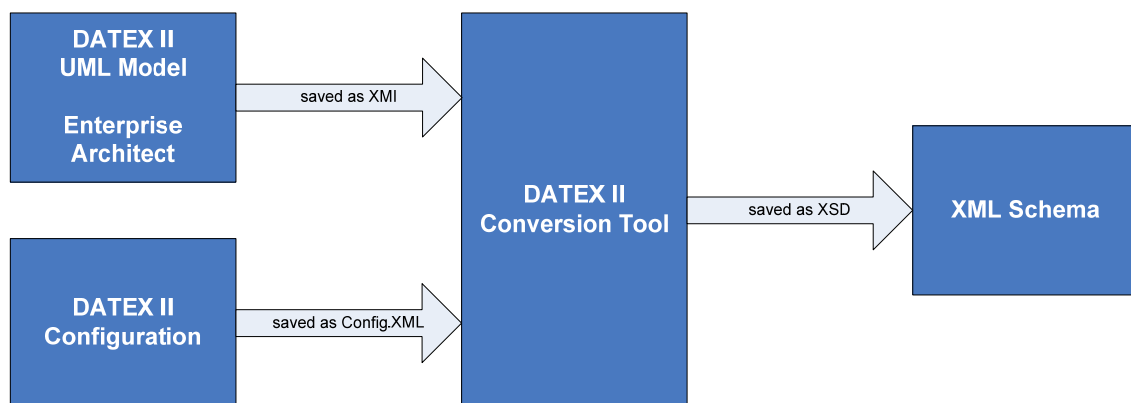 DATEX II
UML Model
Enterprise
Architect
saved as XMI
DATEX II
Configuration
saved as Config.XML
DATEX II
Conversion Tool
saved as XSD
XML Schema